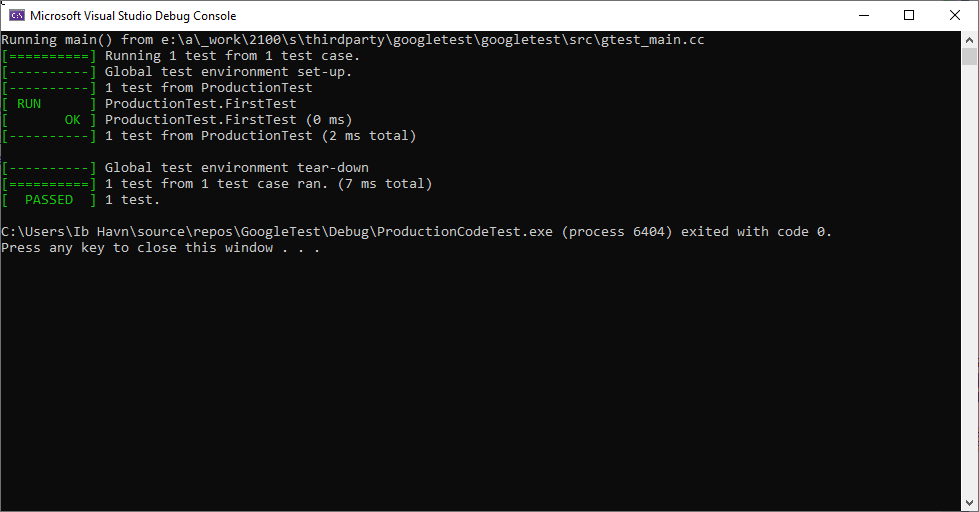 Microsoft Visual Studio Debug Console
Running main() from e:\a\_work\2100\s\thirdparty\googletest\googletest\src\gtest_main.cc
[==========] Running 1 test from 1 test case.
[----------] Global test environment set-up.
[----------] 1 test from ProductionTest
[ RUN      ] ProductionTest.FirstTest
[       OK ] ProductionTest.FirstTest (0 ms)
[----------] 1 test from ProductionTest (2 ms total)
[----------] Global test environment tear-down
[==========] 1 test from 1 test case ran. (7 ms total)
[  PASSED  ] 1 test.
C:\Users\Ib Havn\source\repos\GoogleTest\Debug\ProductionCodeTest.exe (process 6404) exited with code 0.
Press any key to close this window . . .